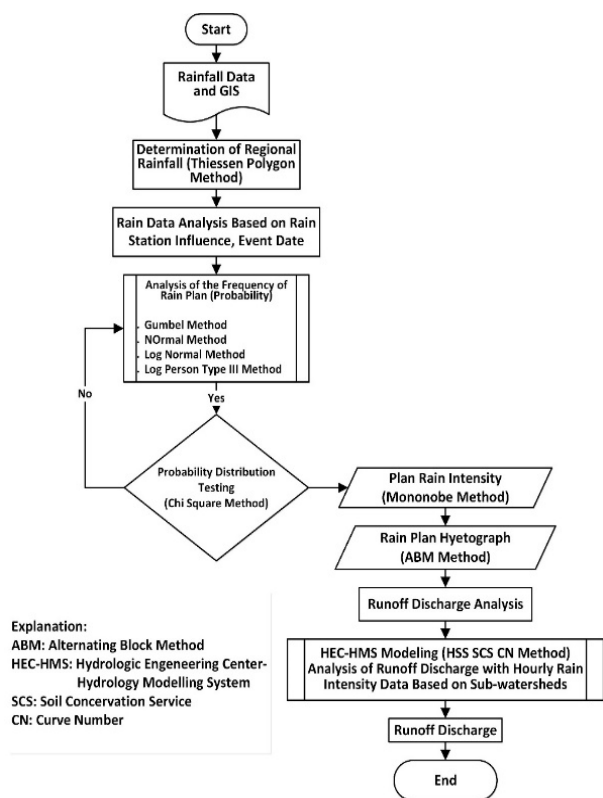 Start
Rainfall Data
and GIS
Determination of Regional
Rainfall (Thiessen Polygon
Method)
Rain Data Analysis Based on Rain
Station Influence, Event Date
Analysis of the Frequency of
Rain Plan (Probability)
. Gumbel Method
. NOrmal Method
. Log Normal Method
. Log Person Type III Method
No
Yes
Probability Distribution
Testing
(Chi Square Method)
Plan Rain Intensity
(Mononobe Method)
Rain Plan Hyetograph
(ABM Method)
Runoff Discharge Analysis
HEC-HMS Modeling (HSS SCS CN Method)
Analysis of Runoff Discharge with Hourly Rain
Intensity Data Based on Sub-watersheds
Runoff Discharge
End
Explanation:
ABM: Alternating Block Method
HEC-HMS: Hydrologic Engeneering Center-
Hydrology Modelling System
SCS: Soil Concervation Service
CN: Curve Number